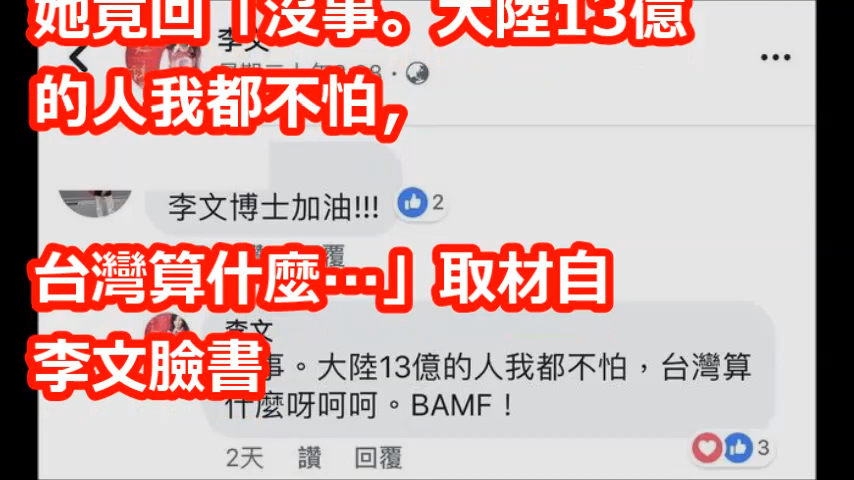 她竟回「沒事。大陸13億
李文
的人我都不怕,
李文博士加油!!!
2
覆
台灣算什麼…」取材自
李文
李文臉書
事。大陸13億的人我都不怕，台灣算
什麼呀呵呵。BAMF！
2天 讚 回覆
3